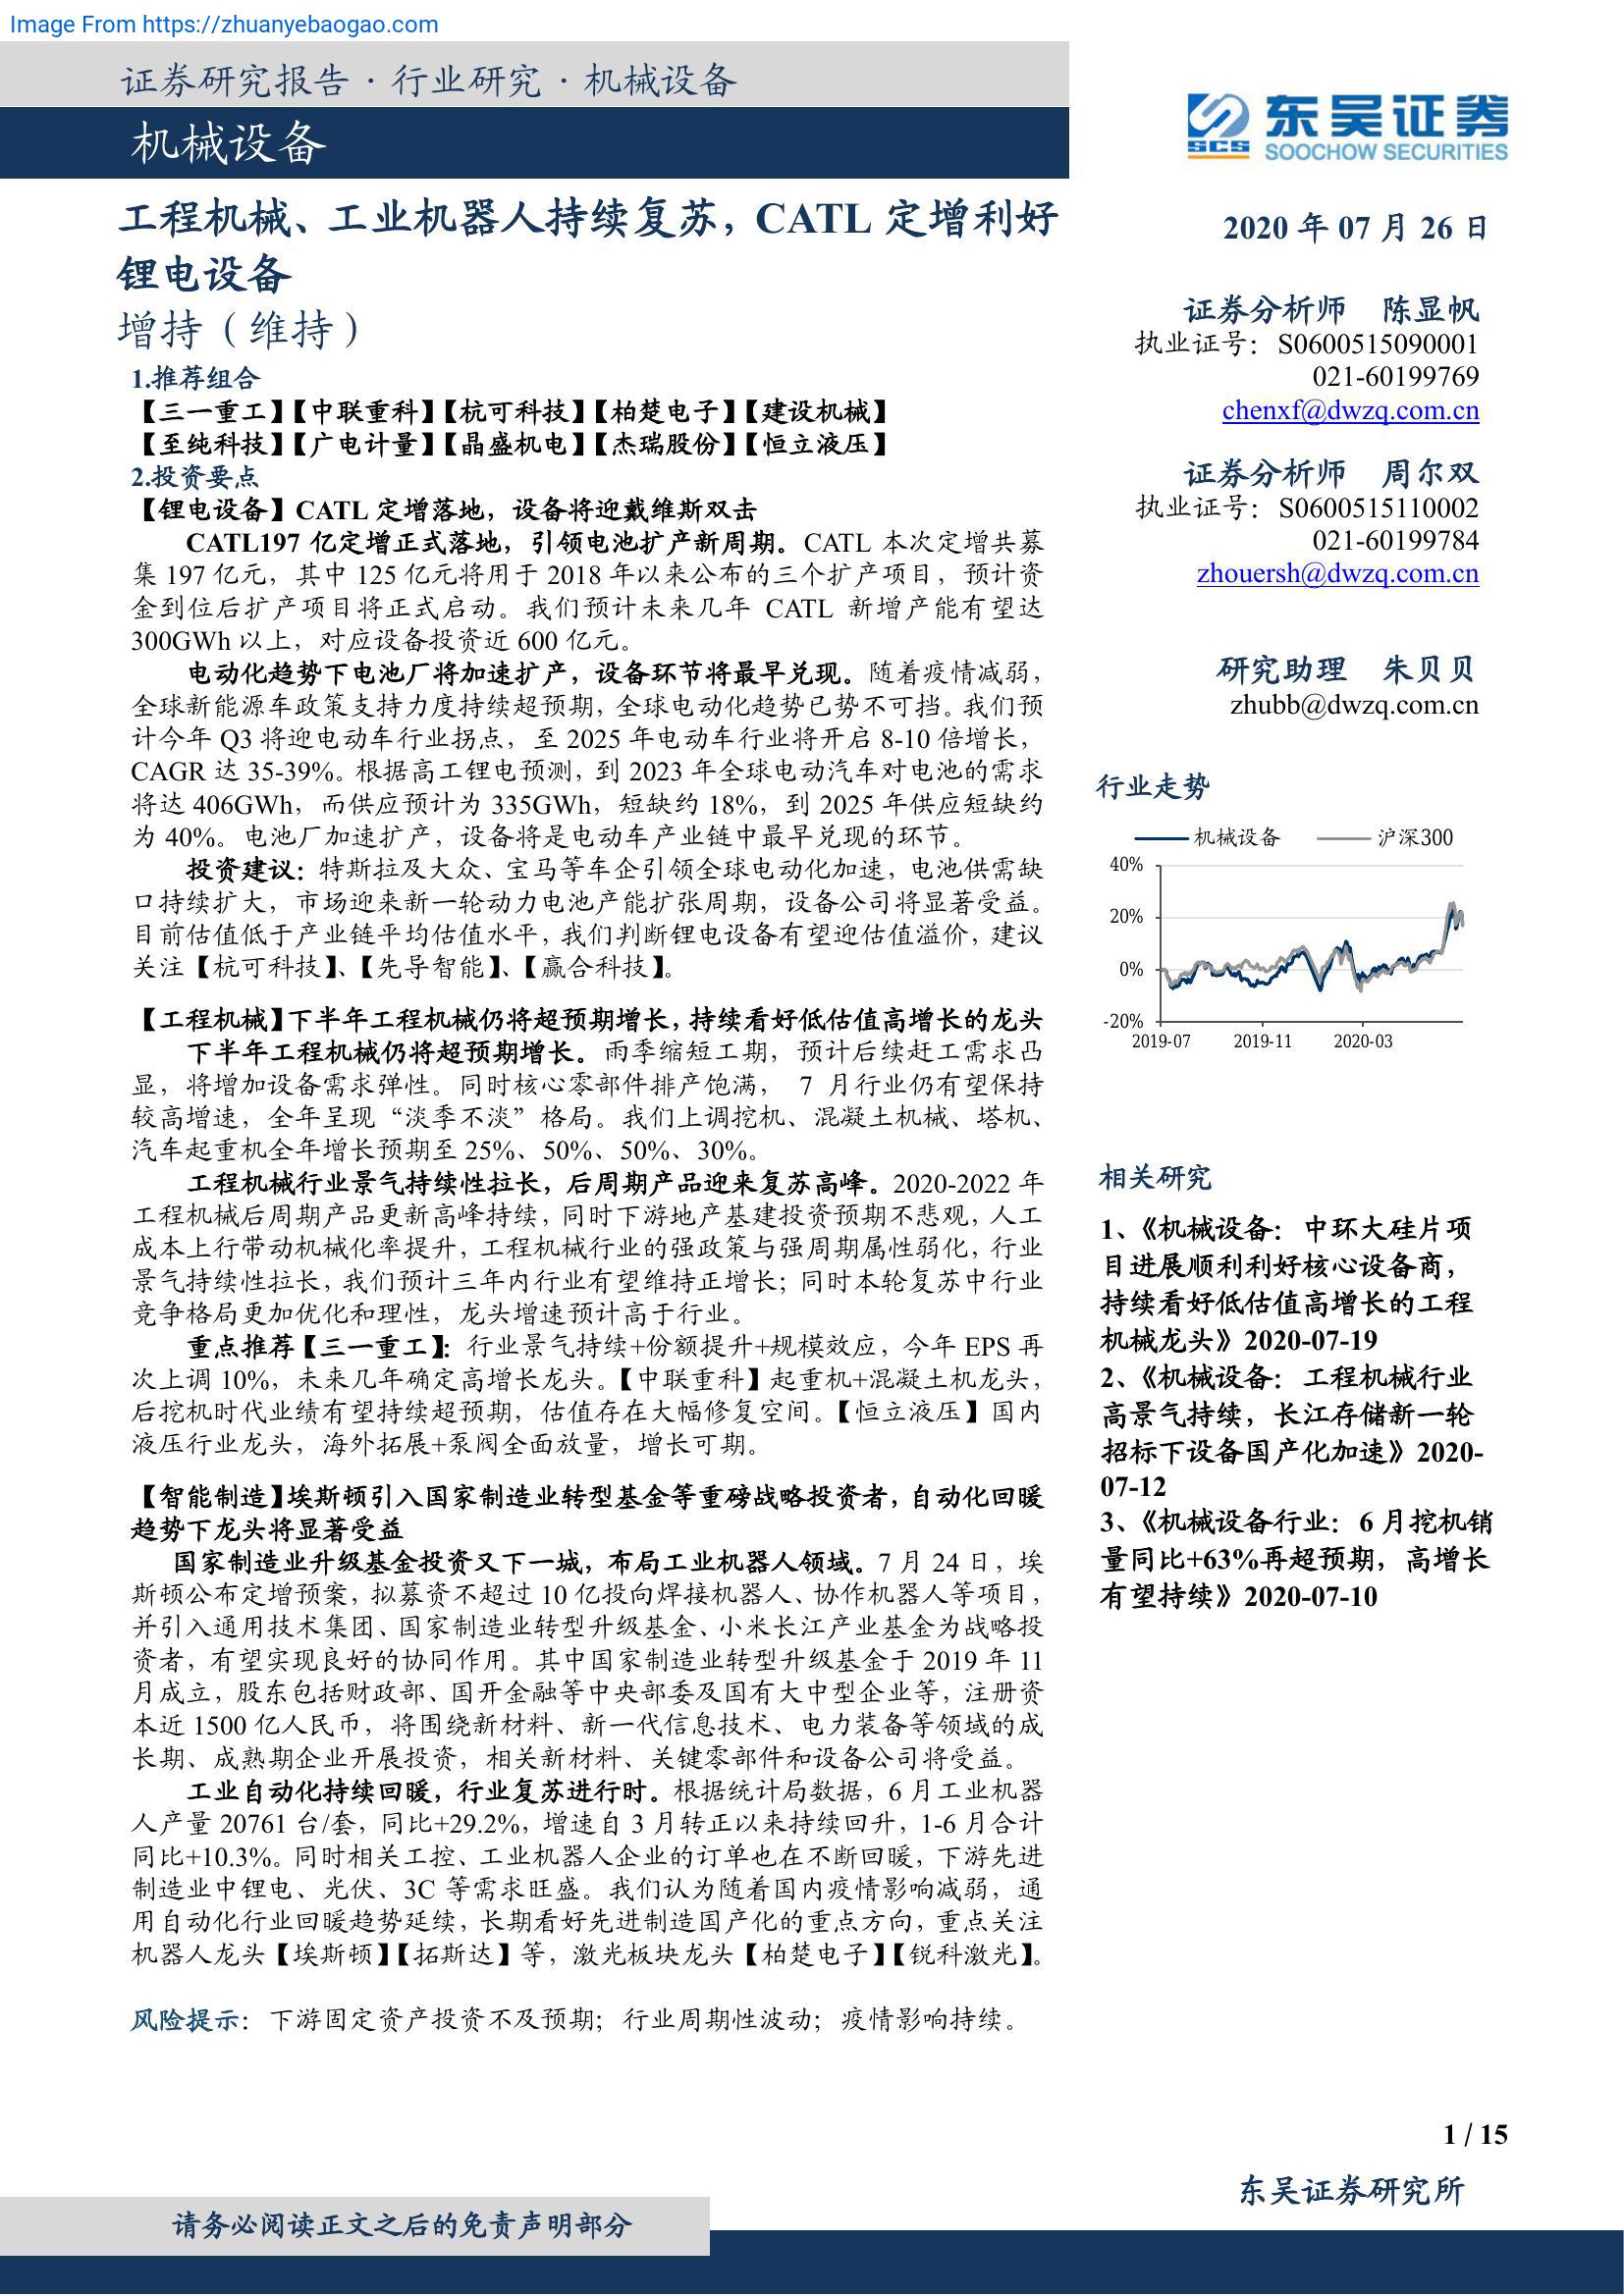 Image From https://zhuanyebaogao.com
证券研究报告 · 行业研究 · 机械设备
机械设备
东吴证券
SCS SOOCHOW SECURITIES
工程机械、工业机器人持续复苏，CATL 定增利好
锂电设备
增持（维持）
1.推荐组合
【三一重工】【中联重科】【杭可科技】【柏楚电子】【建设机械】
【至纯科技】【广电计量】【晶盛机电】【杰瑞股份】【恒立液压】
2.投资要点
【锂电设备】CATL 定增落地，设备将迎戴维斯双击
CATL197 亿定增正式落地，引领电池扩产新周期。CATL 本次定增共募
集 197 亿元，其中 125 亿元将用于 2018 年以来公布的三个扩产项目，预计资
金到位后扩产项目将正式启动。我们预计未来几年 CATL 新增产能有望达
300GWh 以上，对应设备投资近 600 亿元。
电动化趋势下电池厂将加速扩产，设备环节将最早兑现。随着疫情减弱，
全球新能源车政策支持力度持续超预期，全球电动化趋势已势不可挡。我们预
计今年 Q3 将迎电动车行业拐点，至 2025 年电动车行业将开启 8-10 倍增长，
CAGR 达 35-39%。根据高工锂电预测，到 2023 年全球电动汽车对电池的需求
将达 406GWh，而供应预计为 335GWh，短缺约 18%，到 2025 年供应短缺约
为 40%。电池厂加速扩产，设备将是电动车产业链中最早兑现的环节。
投资建议：特斯拉及大众、宝马等车企引领全球电动化加速，电池供需缺
口持续扩大，市场迎来新一轮动力电池产能扩张周期，设备公司将显著受益。
目前估值低于产业链平均估值水平，我们判断锂电设备有望迎估值溢价，建议
关注【杭可科技】、【先导智能】、【赢合科技】。
【工程机械】下半年工程机械仍将超预期增长，持续看好低估值高增长的龙头
下半年工程机械仍将超预期增长。雨季缩短工期，预计后续赶工需求凸
显，将增加设备需求弹性。同时核心零部件排产饱满， 7 月行业仍有望保持
较高增速，全年呈现“淡季不淡”格局。我们上调挖机、混凝土机械、塔机、
汽车起重机全年增长预期至 25%、50%、50%、30%。
工程机械行业景气持续性拉长，后周期产品迎来复苏高峰。2020-2022 年
工程机械后周期产品更新高峰持续，同时下游地产基建投资预期不悲观，人工
成本上行带动机械化率提升，工程机械行业的强政策与强周期属性弱化，行业
景气持续性拉长，我们预计三年内行业有望维持正增长；同时本轮复苏中行业
竞争格局更加优化和理性，龙头增速预计高于行业。
重点推荐【三一重工】：行业景气持续+份额提升+规模效应，今年 EPS 再
次上调 10%，未来几年确定高增长龙头。【中联重科】起重机+混凝土机龙头，
后挖机时代业绩有望持续超预期，估值存在大幅修复空间。【恒立液压】国内
液压行业龙头，海外拓展+泵阀全面放量，增长可期。
【智能制造】埃斯顿引入国家制造业转型基金等重磅战略投资者，自动化回暖
趋势下龙头将显著受益
国家制造业升级基金投资又下一城，布局工业机器人领域。7 月 24 日，埃
斯顿公布定增预案，拟募资不超过 10 亿投向焊接机器人、协作机器人等项目，
并引入通用技术集团、国家制造业转型升级基金、小米长江产业基金为战略投
资者，有望实现良好的协同作用。其中国家制造业转型升级基金于 2019 年 11
月成立，股东包括财政部、国开金融等中央部委及国有大中型企业等，注册资
本近 1500 亿人民币，将围绕新材料、新一代信息技术、电力装备等领域的成
长期、成熟期企业开展投资，相关新材料、关键零部件和设备公司将受益。
工业自动化持续回暖，行业复苏进行时。根据统计局数据，6 月工业机器
人产量 20761 台/套，同比+29.2%，增速自 3 月转正以来持续回升，1-6 月合计
同比+10.3%。同时相关工控、工业机器人企业的订单也在不断回暖，下游先进
制造业中锂电、光伏、3C 等需求旺盛。我们认为随着国内疫情影响减弱，通
用自动化行业回暖趋势延续，长期看好先进制造国产化的重点方向，重点关注
机器人龙头【埃斯顿】【拓斯达】等，激光板块龙头【柏楚电子】【锐科激光】。
风险提示：下游固定资产投资不及预期；行业周期性波动；疫情影响持续。
2020 年 07 月 26 日
证券分析师 陈显帆
执业证号：S0600515090001
021-60199769
chenxf@dwzq.com.cn
证券分析师 周尔双
执业证号：S0600515110002
021-60199784
zhouersh@dwzq.com.cn
研究助理 朱贝贝
zhubb@dwzq.com.cn
行业走势
机械设备 沪深300
40%
20%
0%
-20%
2019-07 2019-11 2020-03
相关研究
1、《机械设备： 中环大硅片项
目进展顺利利好核心设备商，
持续看好低估值高增长的工程
机械龙头》2020-07-19
2、《机械设备： 工程机械行业
高景气持续，长江存储新一轮
招标下设备国产化加速》2020-
07-12
3、《机械设备行业：6 月挖机销
量同比+63%再超预期，高增长
有望持续》2020-07-10
1 / 15
东吴证券研究所
请务必阅读正文之后的免责声明部分